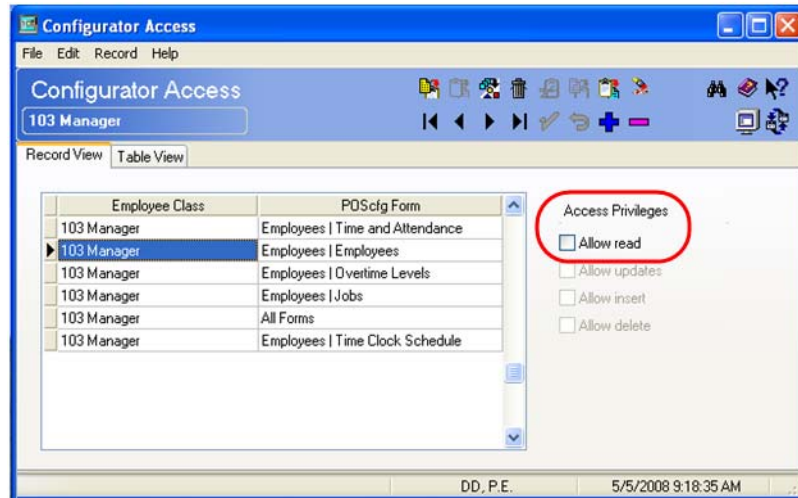 Configurator Access
File Edit Record Help
Configurator Access
103 Manager
Record View Table View
Employee Class POScfg Form
103 Manager Employees | Time and Attendance
103 Manager Employees | Employees
103 Manager Employees | Overtime Levels
103 Manager Employees | Jobs
103 Manager All Forms
103 Manager Employees | Time Clock Schedule
Access Privileges
Allow read
Allow updates
Allow insert
Allow delete
DD, P.E. 5/5/2008 9:18:35 AM